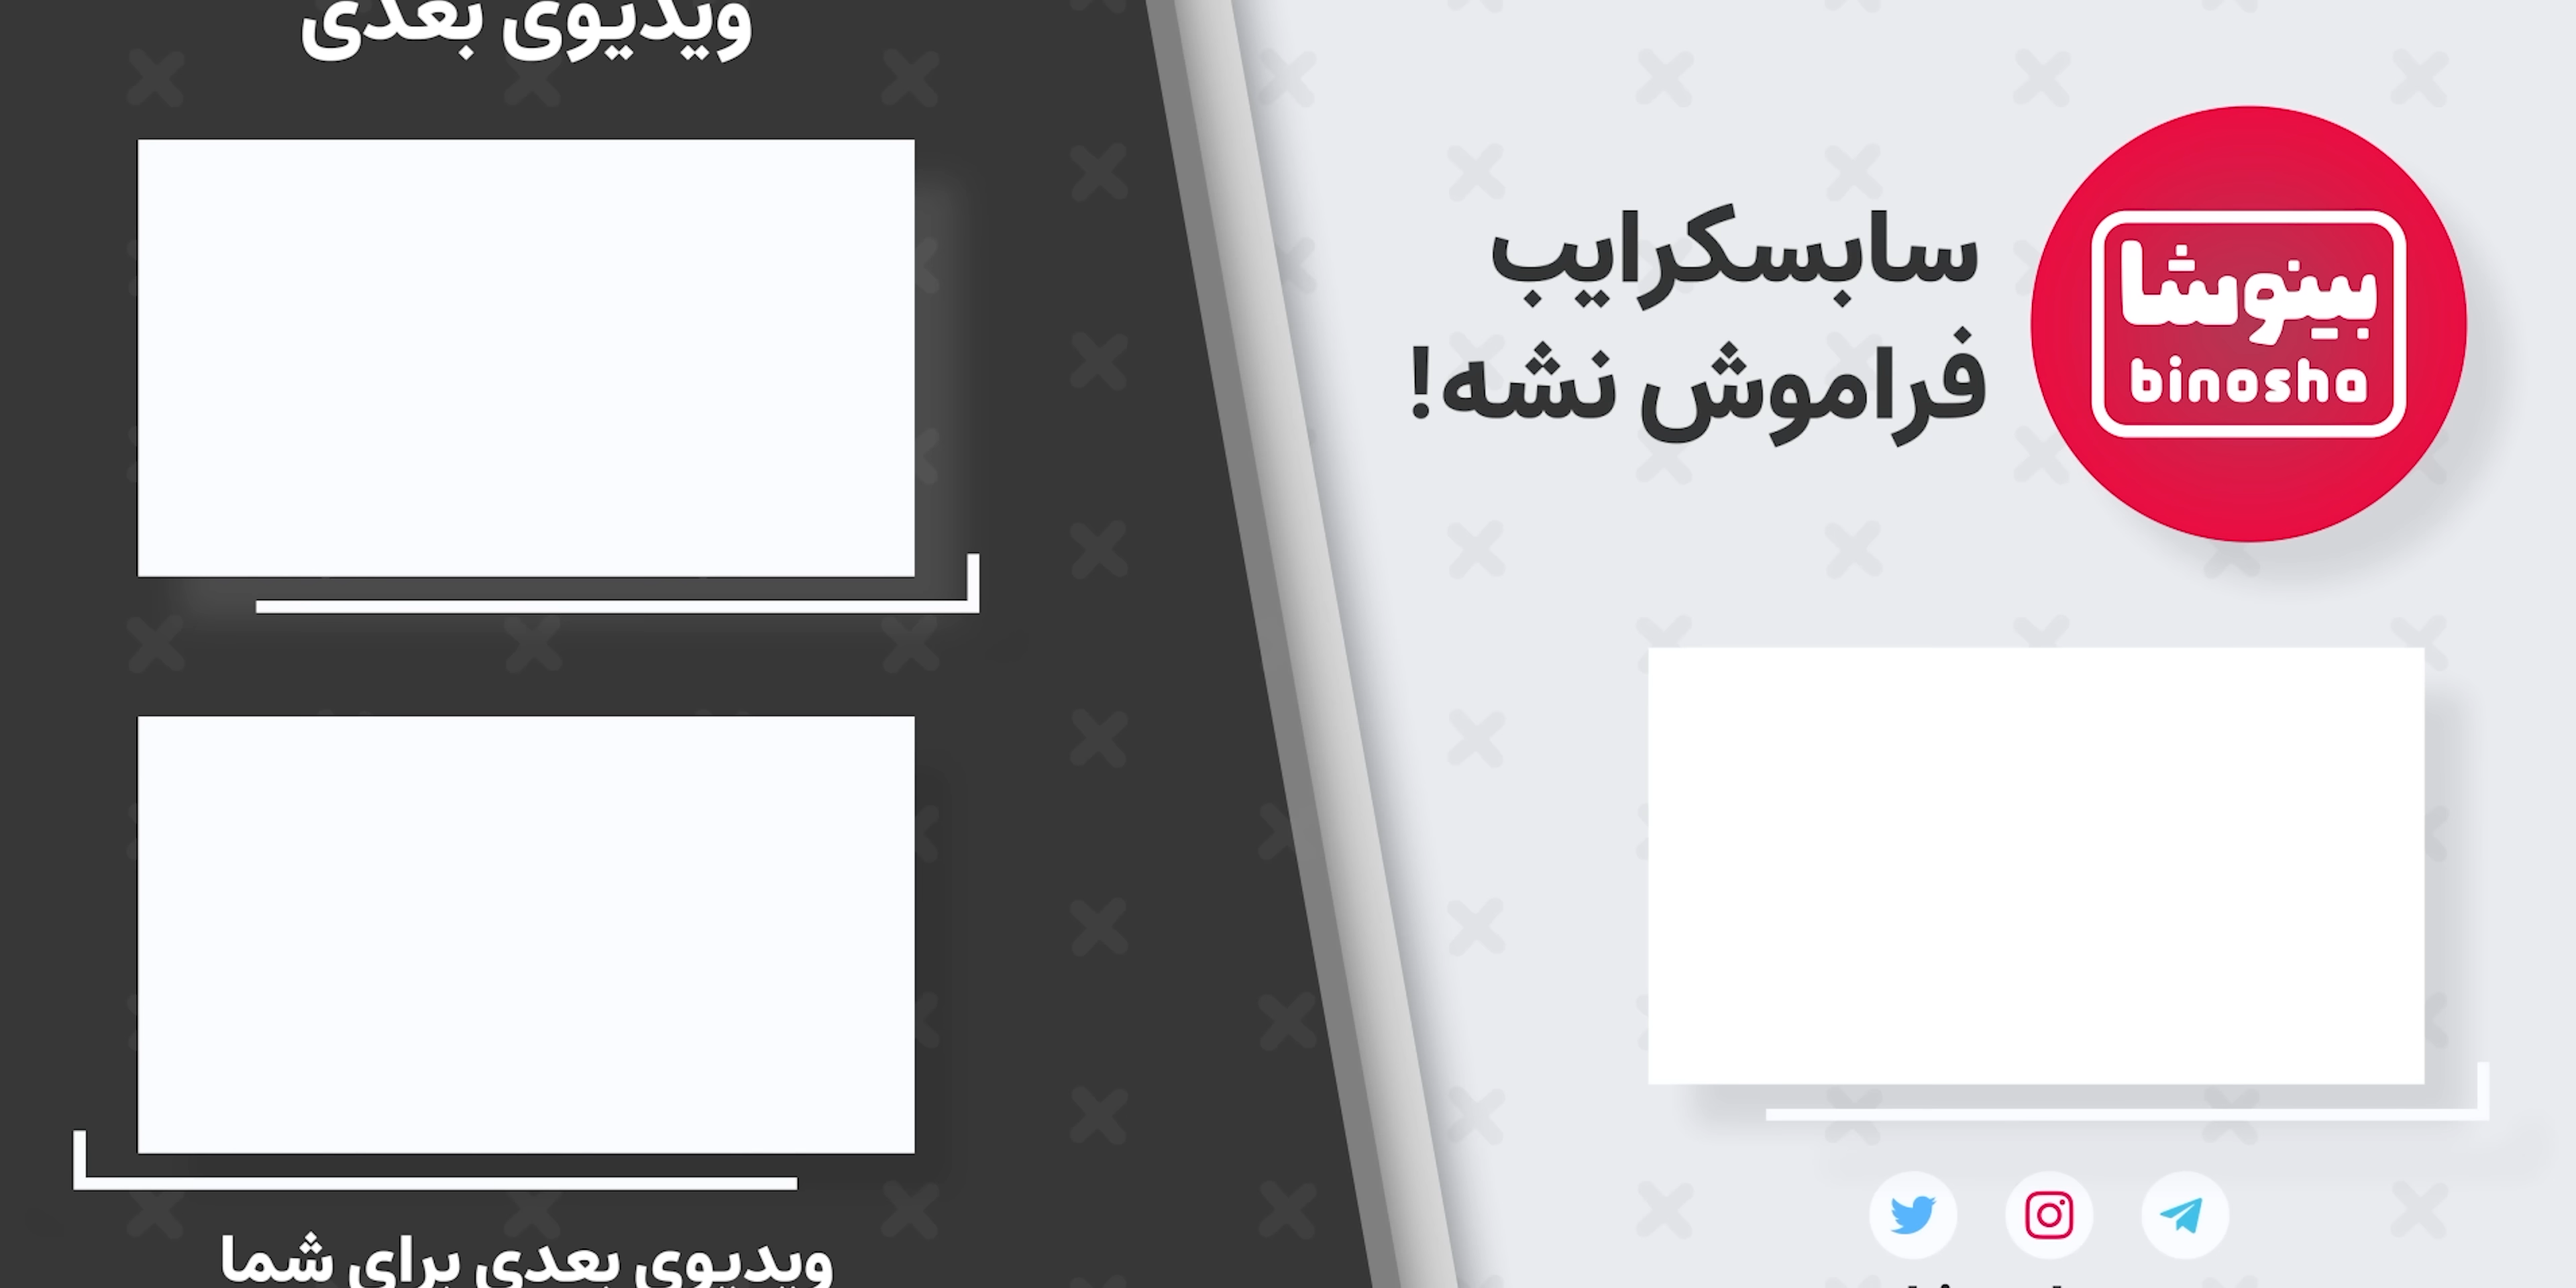 ویدیوی بعدی
سابسکرایب
فراموش نشه!
بینوشا
binosha
ویدیوی بعدی برای شما